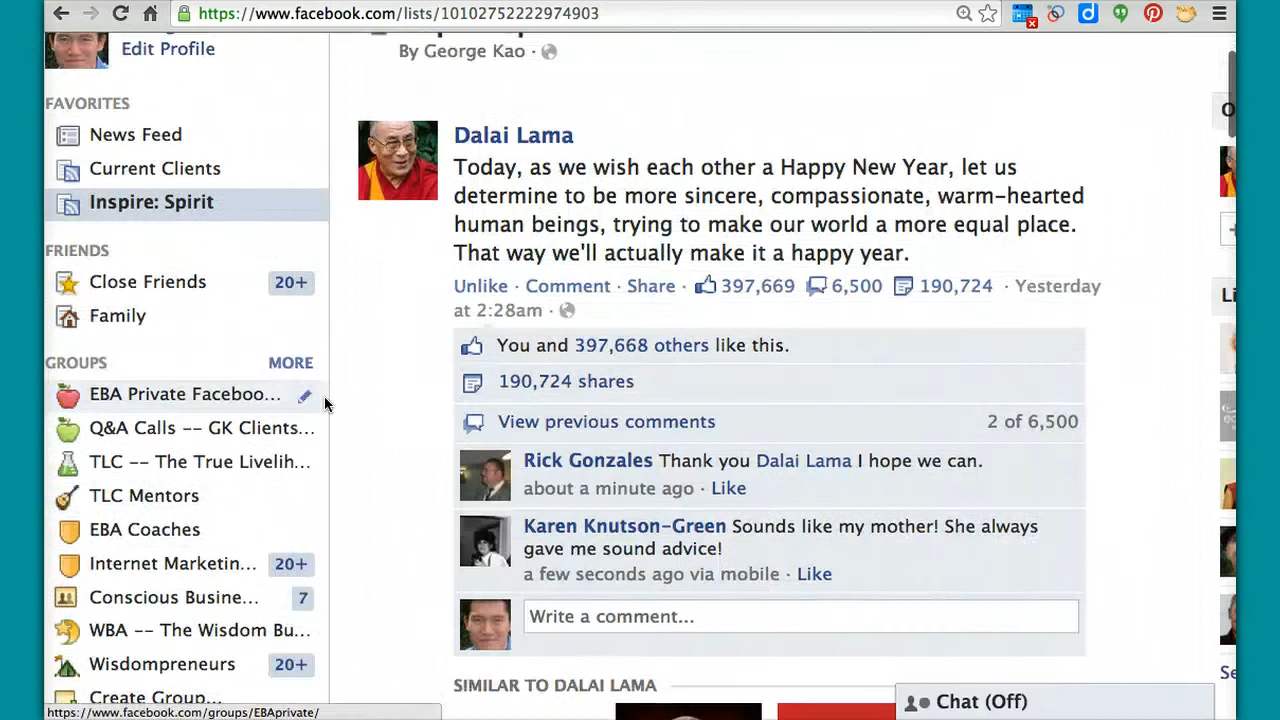 https://www.facebook.com/lists/10102752222974903
Edit Profile
By George Kao ·
FAVORITES
News Feed
Current Clients
Inspire: Spirit
FRIENDS
Close Friends 20+
Family
GROUPS MORE
EBA Private Faceboo...
Q&A Calls -- GK Clients...
TLC -- The True Livelih...
TLC Mentors
EBA Coaches
Internet Marketin... 20+
Conscious Busine... 7
WBA -- The Wisdom Bu...
Wisdompreneurs 20+
Create Group...
https://www.facebook.com/groups/EBAprivate/
Dalai Lama
Today, as we wish each other a Happy New Year, let us
determine to be more sincere, compassionate, warm-hearted
human beings, trying to make our world a more equal place.
That way we'll actually make it a happy year.
Unlike · Comment · Share · 397,669 6,500 190,724 · Yesterday
at 2:28am ·
You and 397,668 others like this.
190,724 shares
View previous comments 2 of 6,500
Rick Gonzales Thank you Dalai Lama I hope we can.
about a minute ago · Like
Karen Knutson-Green Sounds like my mother! She always
gave me sound advice!
a few seconds ago via mobile · Like
Write a comment...
SIMILAR TO DALAI LAMA
Chat (Off)